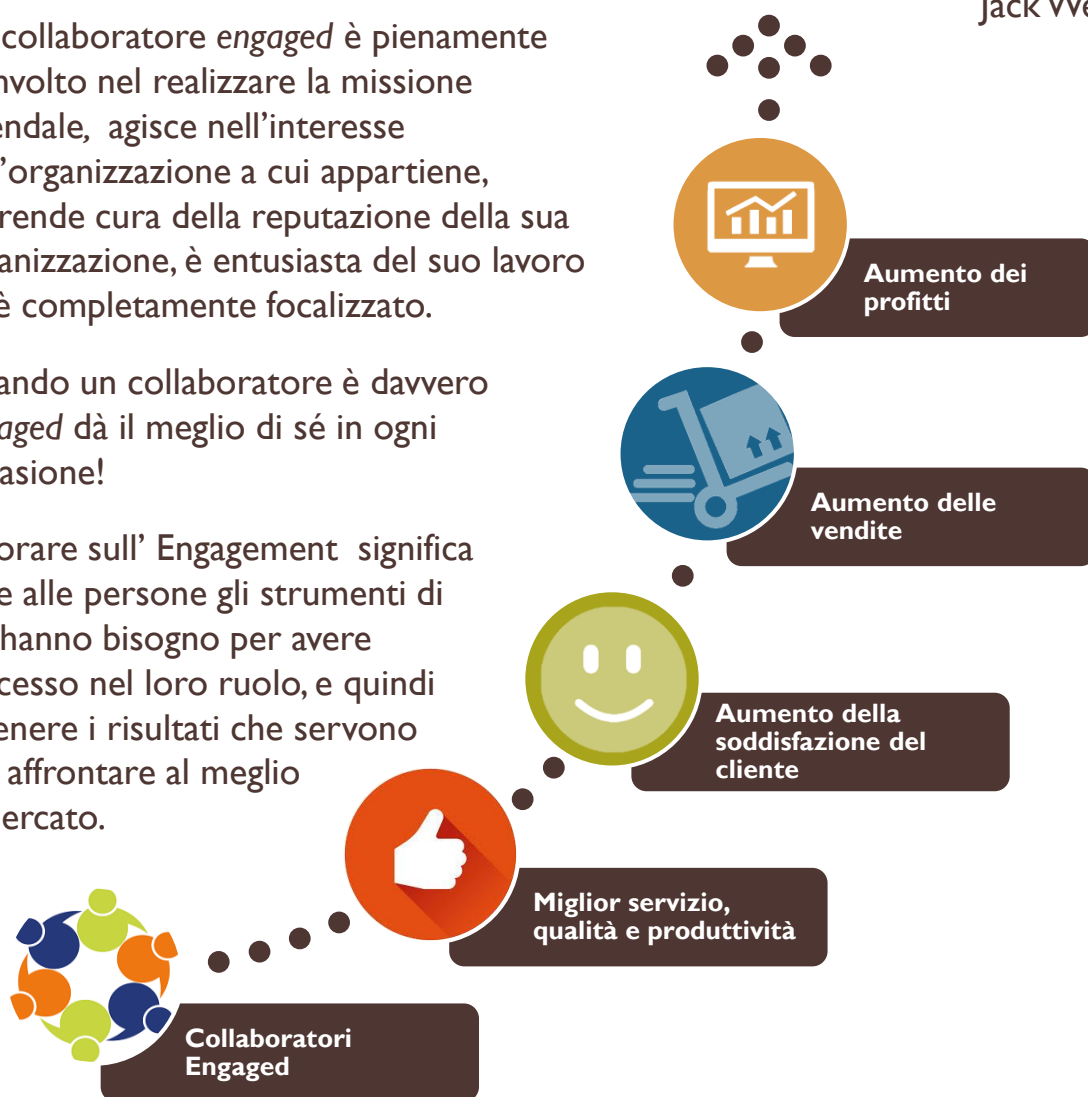 Jack We
collaboratore engaged è pienamente
nvolto nel realizzare la missione
endale, agisce nell’interesse
l’organizzazione a cui appartiene,
rende cura della reputazione della sua
anizzazione, è entusiasta del suo lavoro
è completamente focalizzato.
ando un collaboratore è davvero
aged dà il meglio di sé in ogni
asione!
orare sull’ Engagement significa
e alle persone gli strumenti di
hanno bisogno per avere
cesso nel loro ruolo, e quindi
enere i risultati che servono
affrontare al meglio
ercato.
Aumento dei
profitti
Aumento delle
vendite
Aumento della
soddisfazione del
cliente
Miglior servizio,
qualità e produttività
Collaboratori
Engaged